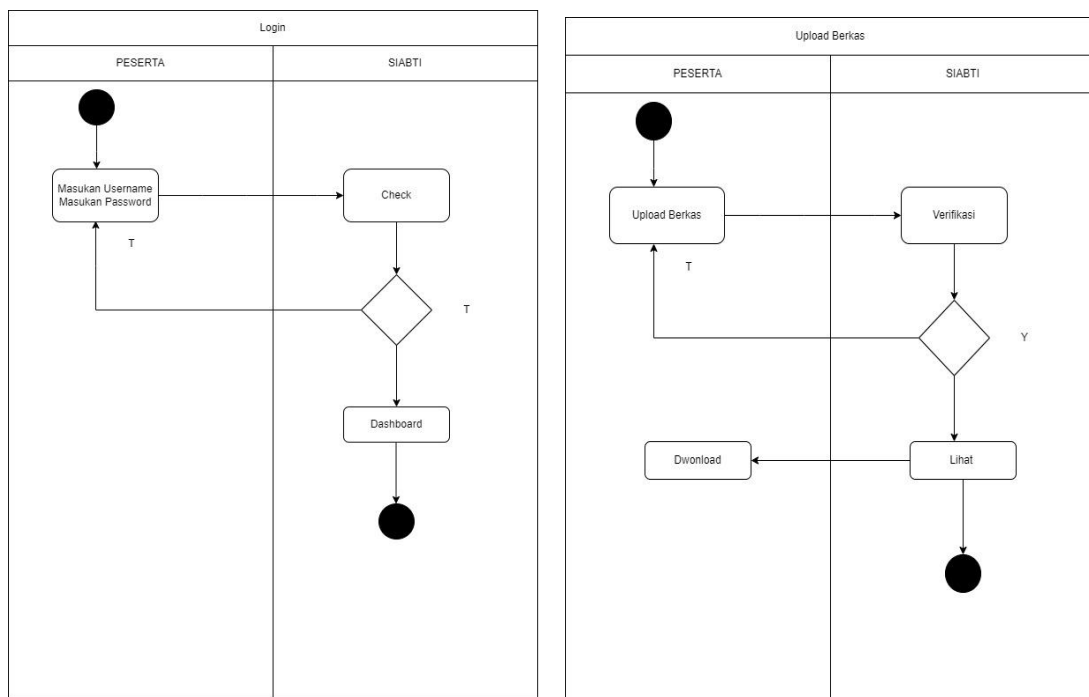 Login
PESERTA
SIABTI
Masukan Username
Masukan Password
Check
T
T
Dashboard
Upload Berkas
PESERTA
SIABTI
Upload Berkas
Verifikasi
T
Y
Dwonload
Lihat